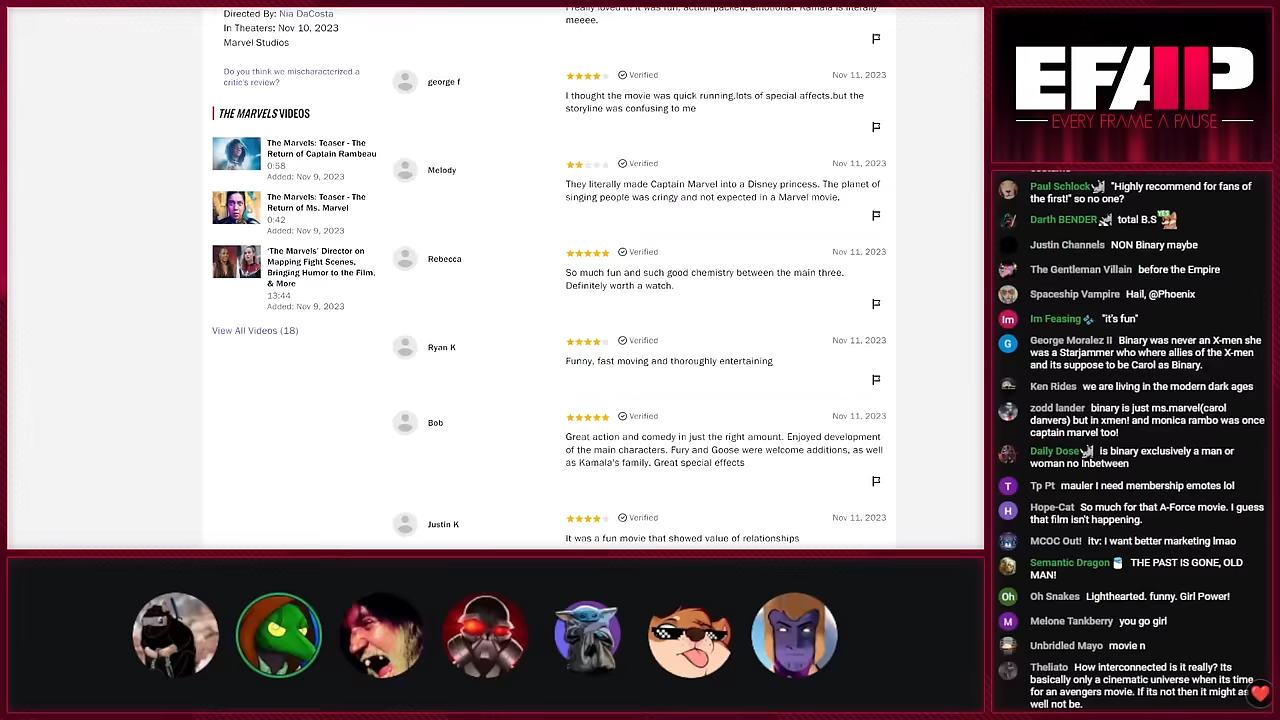 Directed By: Nia DaCosta
In Theaters: Nov 10, 2023
Marvel Studios
Do you think we mischaracterized a
critic's review?
THE MARVELS VIDEOS
The Marvels: Teaser - The
Return of Captain Rambeau
0:58
Added: Nov 9, 2023
The Marvels: Teaser - The
Return of Ms. Marvel
0:42
Added: Nov 9, 2023
'The Marvels' Director on
Mapping Fight Scenes,
Bringing Humor to the Film,
& More
13:44
Added: Nov 9, 2023
View All Videos (18)
I really loved it! It was fun, action-packed, emotional. Kamala is literally
meeee.
george f
Verified
Nov 11, 2023
I thought the movie was quick running.lots of special affects.but the
storyline was confusing to me
Melody
Verified
Nov 11, 2023
They literally made Captain Marvel into a Disney princess. The planet of
singing people was cringy and not expected in a Marvel movie.
Rebecca
Verified
Nov 11, 2023
So much fun and such good chemistry between the main three.
Definitely worth a watch.
Ryan K
Verified
Nov 11, 2023
Funny, fast moving and thoroughly entertaining
Bob
Verified
Nov 11, 2023
Great action and comedy in just the right amount. Enjoyed development
of the main characters. Fury and Goose were welcome additions, as well
as Kamala's family. Great special effects
Justin K
Verified
Nov 11, 2023
It was a fun movie that showed value of relationships
EFAP
EVERY FRAME A PAUSE
Paul Schlock "Highly recommend for fans of
the first!" so no one?
Darth BENDER total B.S YES
Justin Channels NON Binary maybe
The Gentleman Villain before the Empire
Spaceship Vampire Hail, @Phoenix
Im
Im Feasing "it's fun"
G
George Moralez II Binary was never an X-men she
was a Starjammer who where allies of the X-men
and its suppose to be Carol as Binary.
Ken Rides we are living in the modern dark ages
zodd lander binary is just ms.marvel(carol
danvers) but in xmen! and monica rambo was once
captain marvel too!
Daily Dose is binary exclusively a man or
woman no inbetween
T
Tp Pt mauler I need membership emotes lol
H
Hope-Cat So much for that A-Force movie. I guess
that film isn't happening.
MCOC Out! itv: I want better marketing lmao
Semantic Dragon THE PAST IS GONE, OLD
MAN!
Oh
Oh Snakes Lighthearted. funny. Girl Power!
M
Melone Tankberry you go girl
Unbridled Mayo movie n
Theliato How interconnected is it really? Its
basically only a cinematic universe when its time
for an avengers movie. If its not then it might as
well not be.